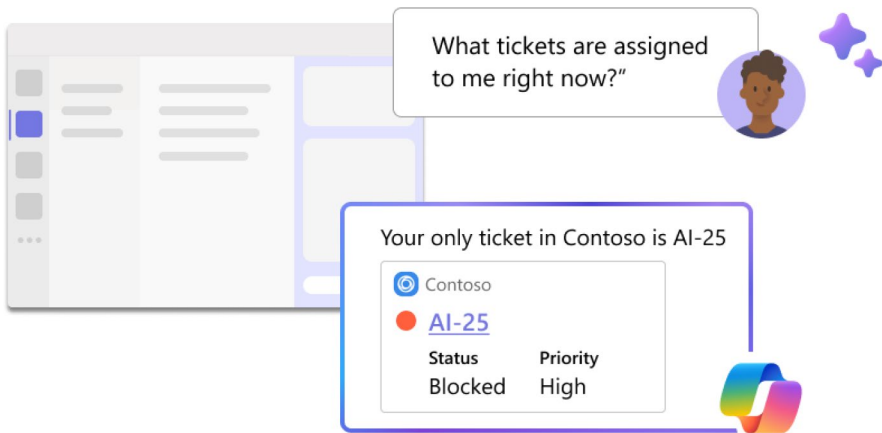 What tickets are assigned
to me right now?“
Your only ticket in Contoso is AI-25
Contoso
AI-25
Status Priority
Blocked High